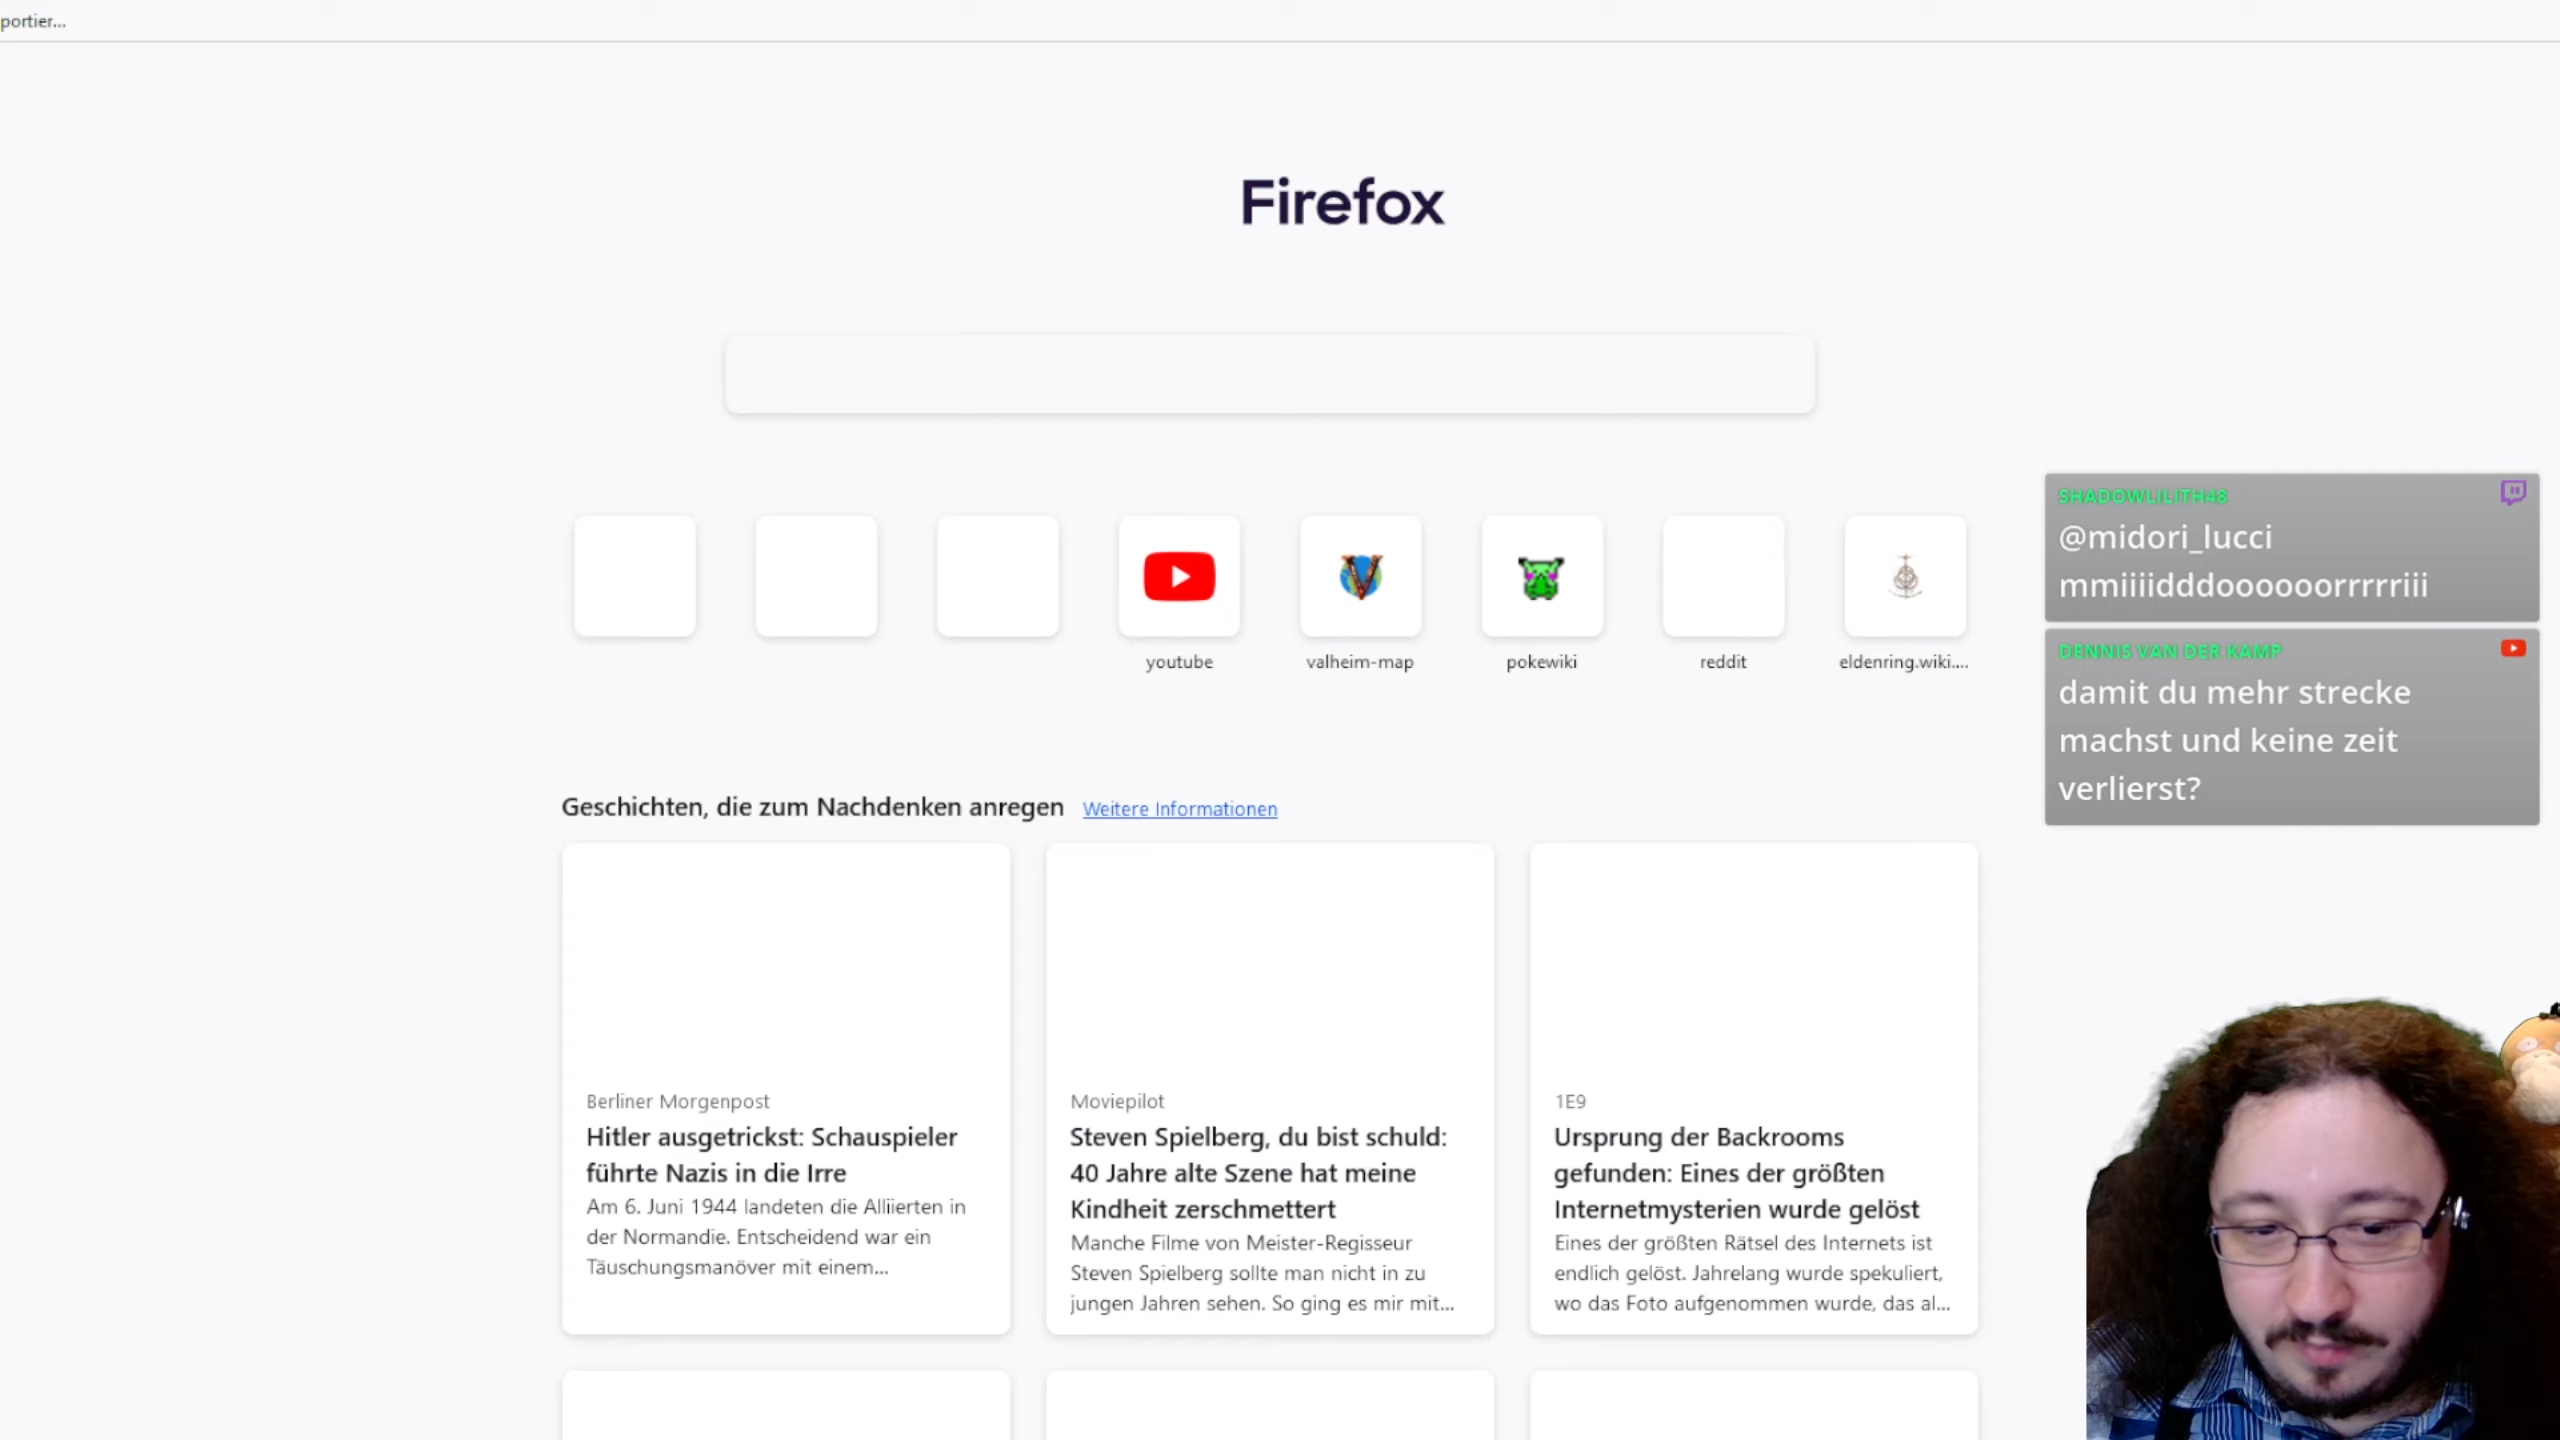 portier...
Firefox
youtube
valheim-map
pokewiki
reddit
eldenring.wiki....
SHADOWLILITH48
@midori_lucci
mmiiiidddoooooorrrrriii
DENNIS VAN DER KAMP
damit du mehr strecke
machst und keine zeit
verlierst?
Geschichten, die zum Nachdenken anregen Weitere Informationen
Berliner Morgenpost
Hitler ausgetrickst: Schauspieler
führte Nazis in die Irre
Am 6. Juni 1944 landeten die Alliierten in
der Normandie. Entscheidend war ein
Täuschungsmanöver mit einem...
Moviepilot
Steven Spielberg, du bist schuld:
40 Jahre alte Szene hat meine
Kindheit zerschmettert
Manche Filme von Meister-Regisseur
Steven Spielberg sollte man nicht in zu
jungen Jahren sehen. So ging es mir mit...
1E9
Ursprung der Backrooms
gefunden: Eines der größten
Internetmysterien wurde gelöst
Eines der größten Rätsel des Internets ist
endlich gelöst. Jahrelang wurde spekuliert,
wo das Foto aufgenommen wurde, das al...